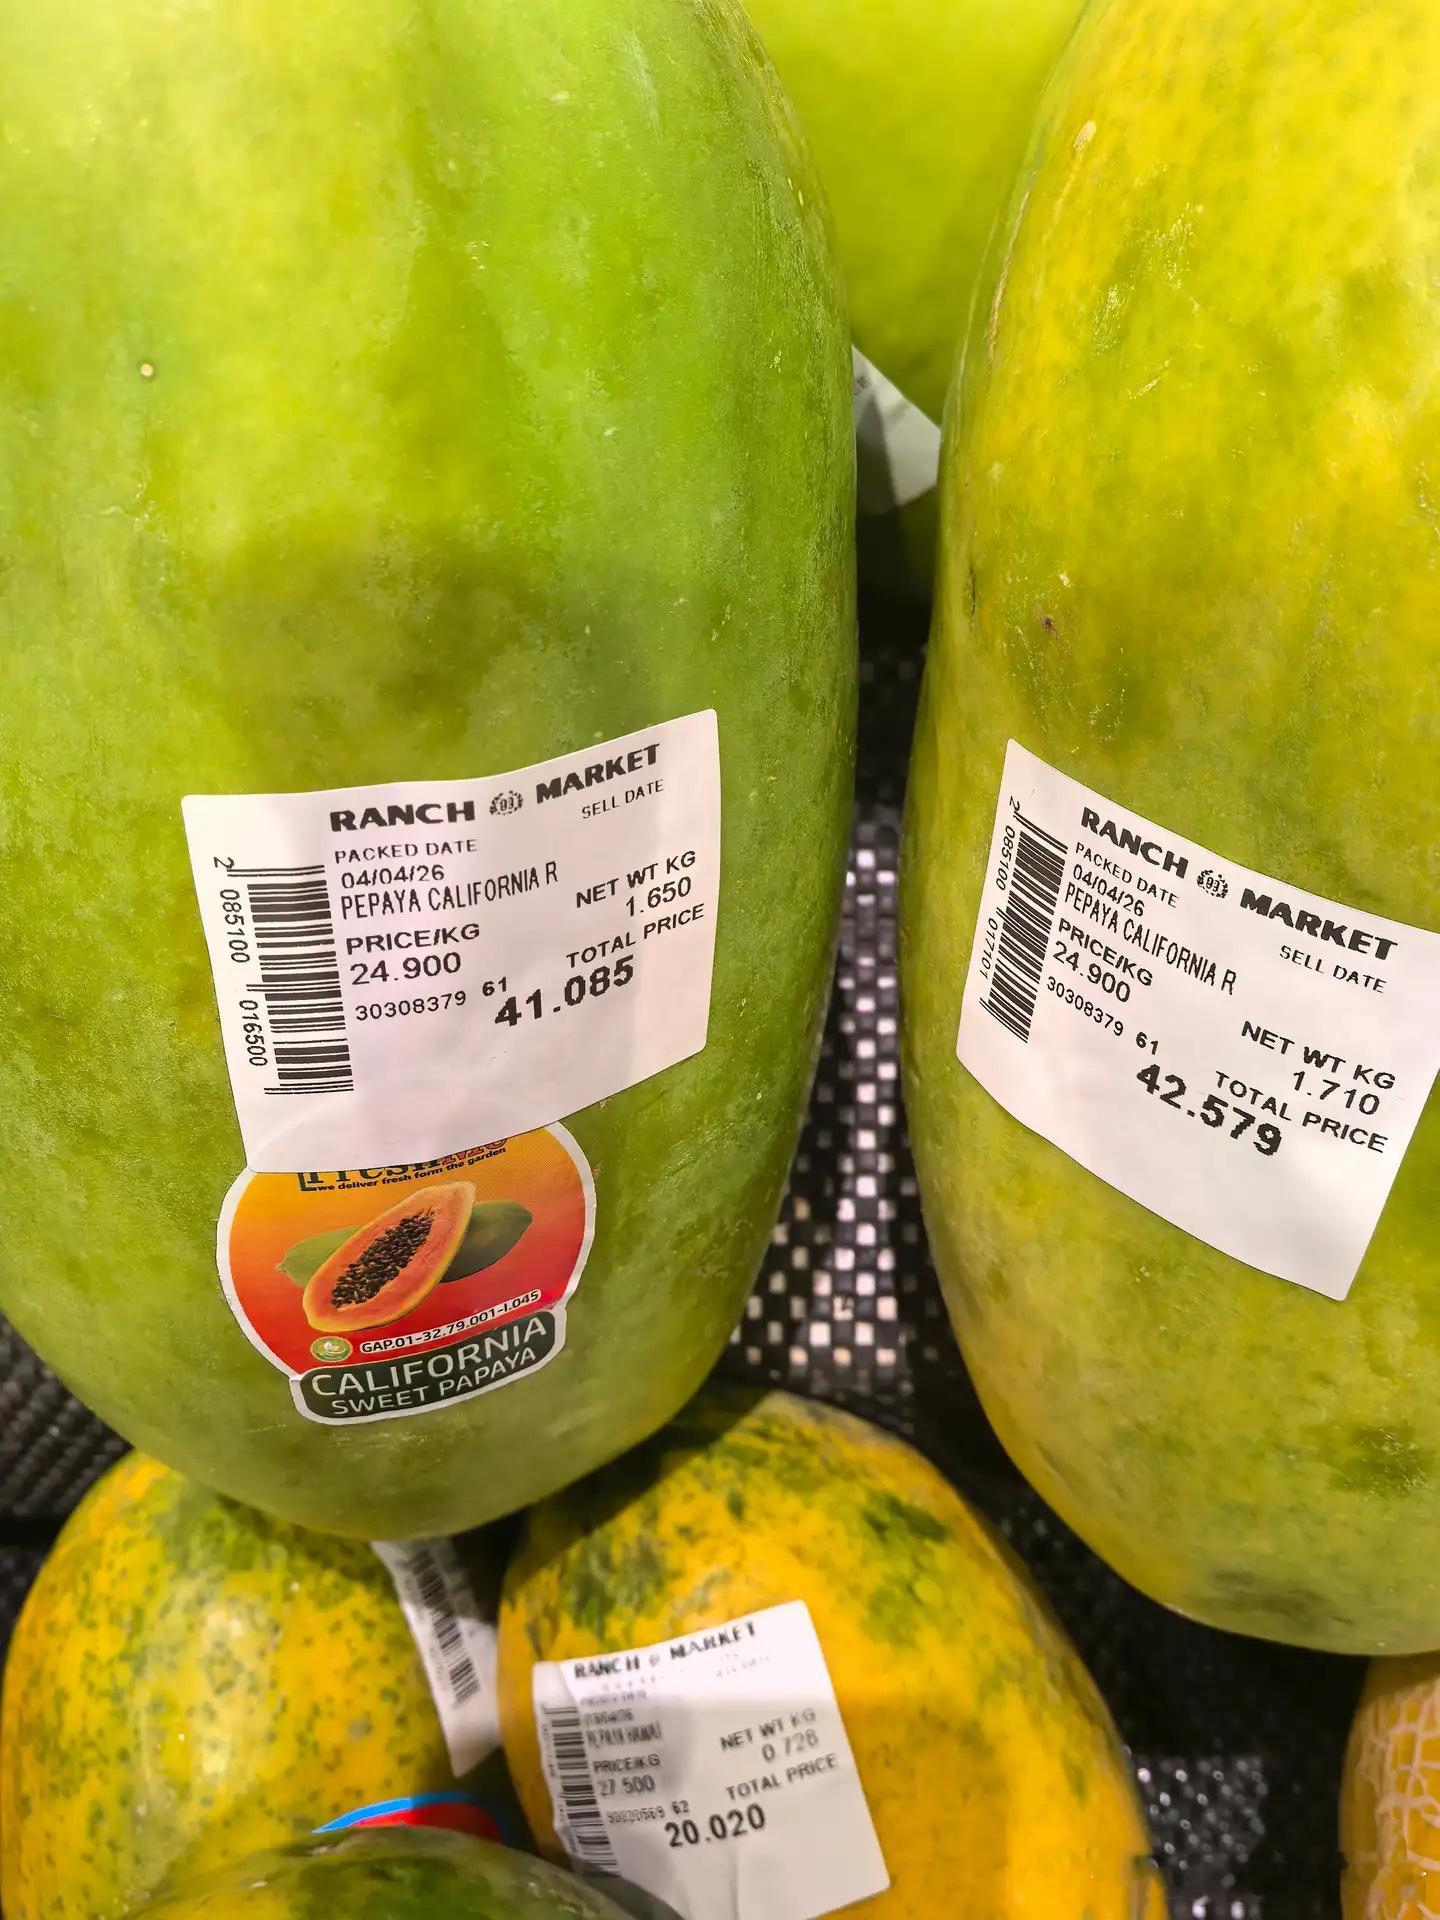 RANCH 99 MARKET
SELL DATE
PACKED DATE
04/04/26
PEPAYA CALIFORNIA R
NET WT KG
1.650
PRICE/KG
24.900
TOTAL PRICE
30308379 61
41.085
2 085100 016500
we deliver fresh form the garden
GAP.01-32.79.001-I.045
CALIFORNIA
SWEET PAPAYA
RANCH 99 MARKET
SELL DATE
PACKED DATE
04/04/26
PEPAYA CALIFORNIA R
PRICE/KG
24.900
NET WT KG
1.710
30308379 61
TOTAL PRICE
42.579
2 085100 017101
RANCH MARKET
NET WT KG
0.728
PRICE/KG
27.500
TOTAL PRICE
62
20.020